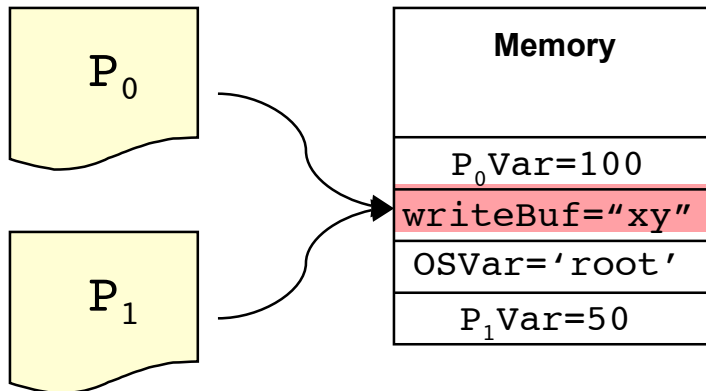 P₀
Memory
P₀Var=100
writeBuf=“xy”
OSVar=‘root’
P₁
P₁Var=50